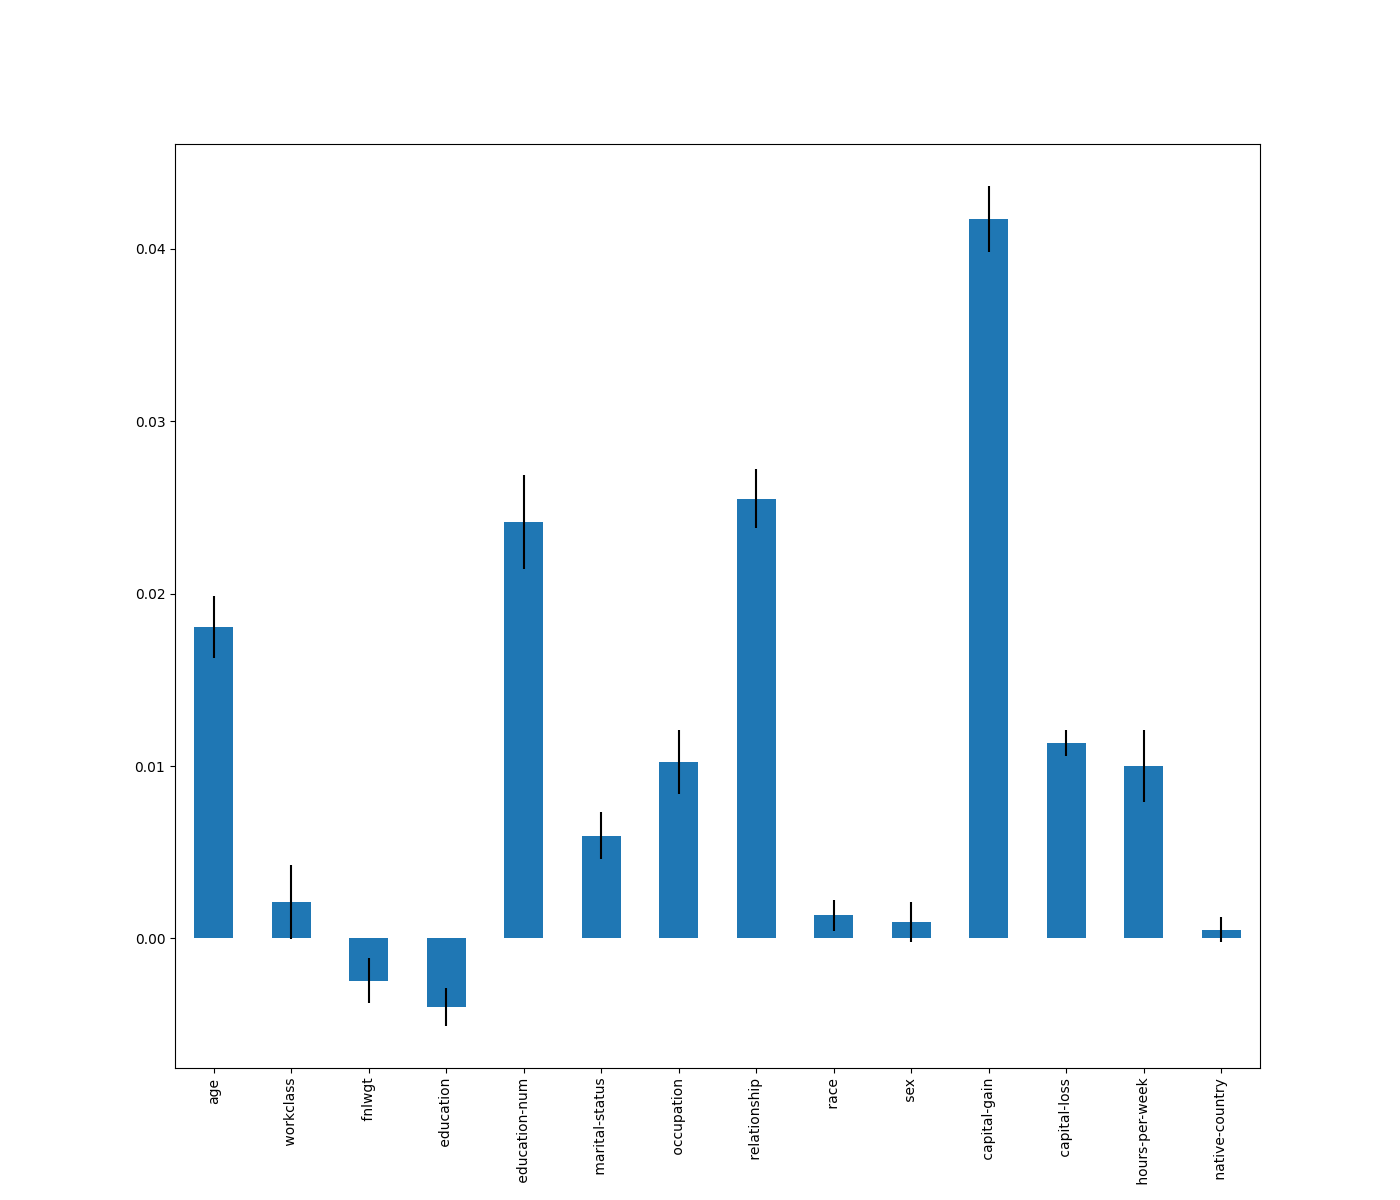 0.04
0.03
0.02
0.01
0.00
age
workclass
fnlwgt
education
education-num
marital-status
occupation
relationship
race
sex
capital-gain
capital-loss
hours-per-week
native-country